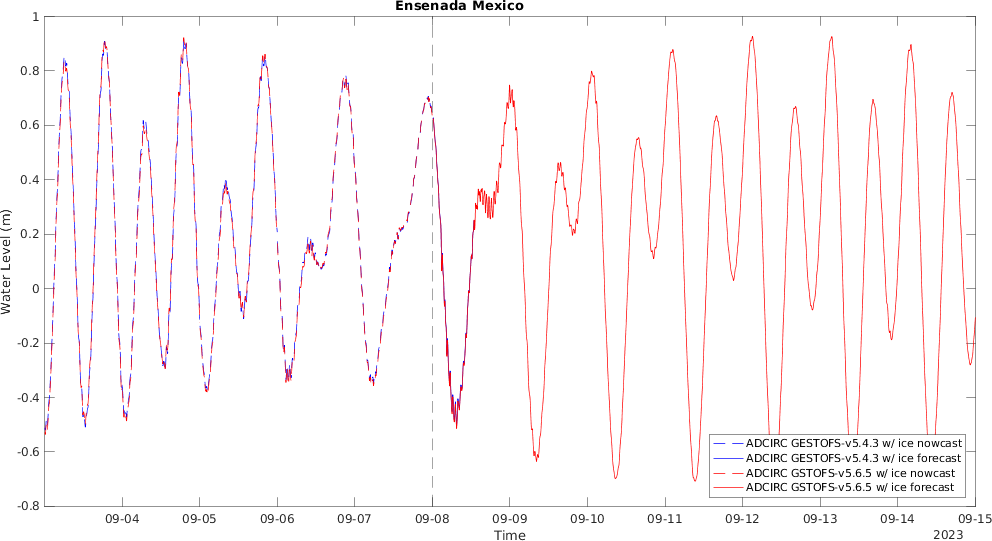 Ensenada Mexico
1
0.8
0.6
0.4
0.2
0
-0.2
-0.4
-0.6
-0.8
Water Level (m)
ADCIRC GESTOFS-v5.4.3 w/ ice nowcast
ADCIRC GESTOFS-v5.4.3 w/ ice forecast
ADCIRC GSTOFS-v5.6.5 w/ ice nowcast
ADCIRC GSTOFS-v5.6.5 w/ ice forecast
09-04 09-05 09-06 09-07 09-08 09-09 09-10 09-11 09-12 09-13 09-14 09-15
Time
2023